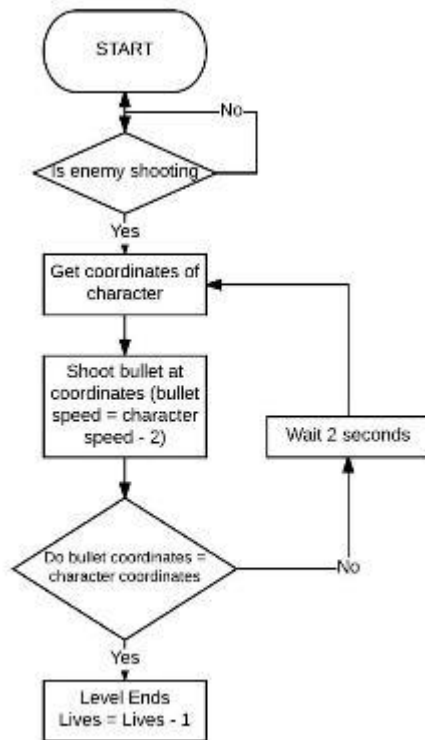 START
No
Is enemy shooting
Yes
Get coordinates of
character
Shoot bullet at
coordinates (bullet
speed = character
speed - 2)
Wait 2 seconds
Do bullet coordinates =
character coordinates
No
Yes
Level Ends
Lives = Lives - 1